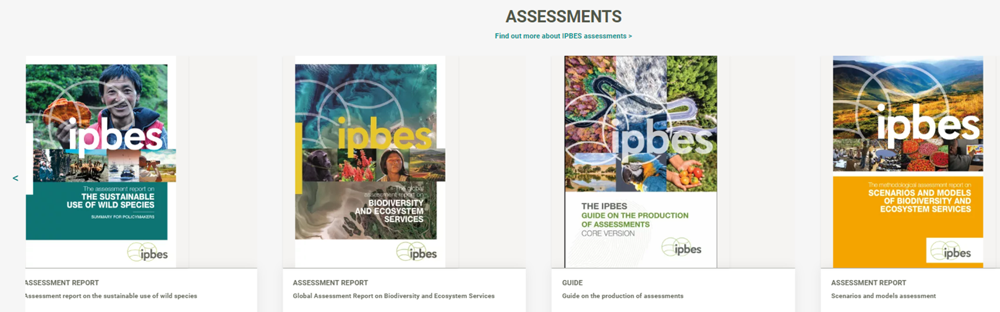 ASSESSMENTS
Find out more about IPBES assessments >
<
ipbes
The assessment report on
THE SUSTAINABLE
USE OF WILD SPECIES
SUMMARY FOR POLICYMAKERS
ipbes
ASSESSMENT REPORT
Assessment report on the sustainable use of wild species
ipbes
The global
assessment report on
BIODIVERSITY
AND ECOSYSTEM
SERVICES
ipbes
ASSESSMENT REPORT
Global Assessment Report on Biodiversity and Ecosystem Services
ipbes
THE IPBES
GUIDE ON THE PRODUCTION
OF ASSESSMENTS
CORE VERSION
ipbes
GUIDE
Guide on the production of assessments
ipbes
The methodological assessment report on
SCENARIOS AND MODELS
OF BIODIVERSITY AND
ECOSYSTEM SERVICES
ipbes
ASSESSMENT REPORT
Scenarios and models assessment